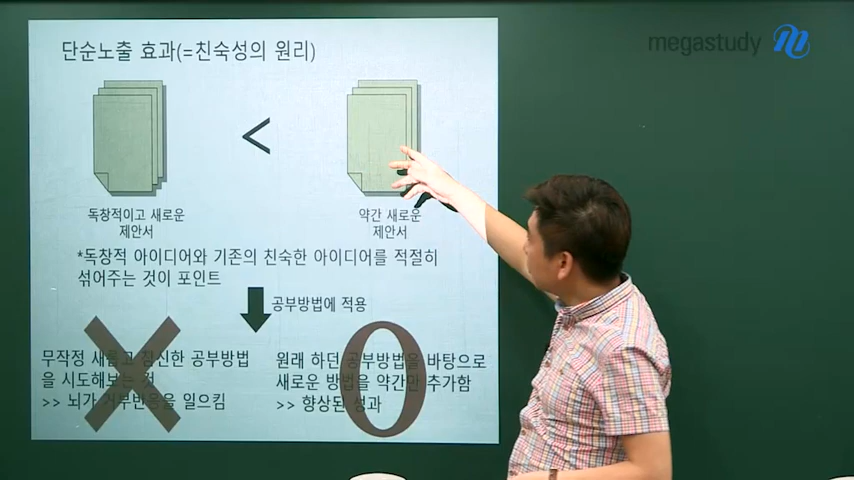 megastudy
단순노출 효과(=친숙성의 원리)
<
독창적이고 새로운
제안서
약간 새로운
제안서
*독창적 아이디어와 기존의 친숙한 아이디어를 적절히
섞어주는 것이 포인트
공부방법에 적용
무작정 새롭고 참신한 공부방법
을 시도해보는 것
>> 뇌가 거부반응을 일으킴
원래 하던 공부방법을 바탕으로
새로운 방법을 약간만 추가함
>> 향상된 성과